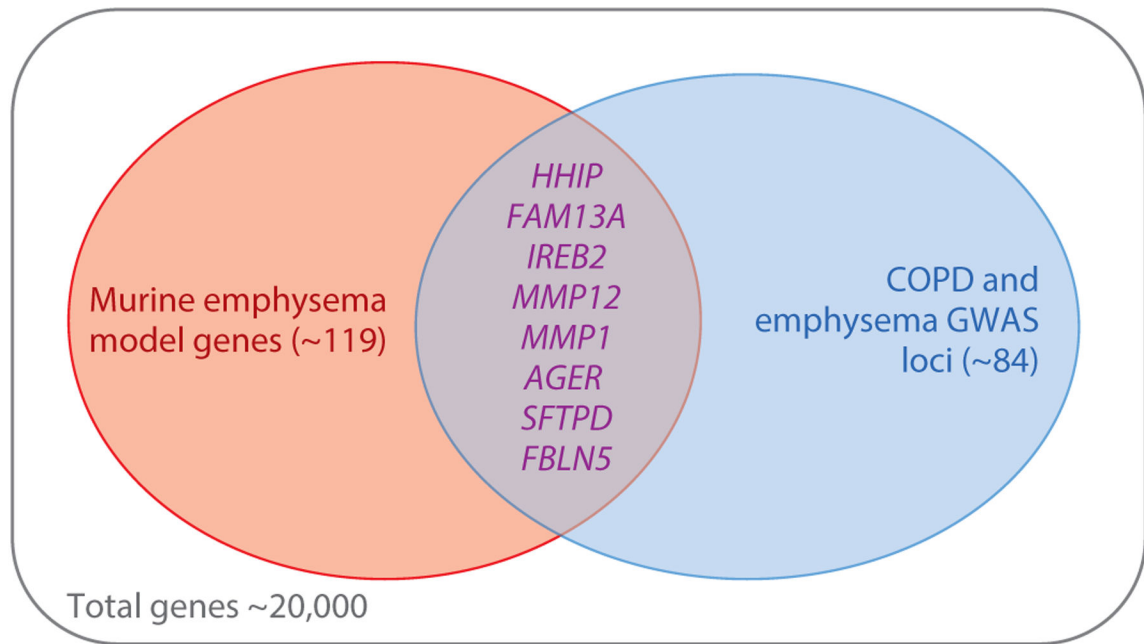 HHIP
FAM13A
IREB2
MMP12
MMP1
AGER
SFTPD
FBLN5
Murine emphysema
model genes (~119)
COPD and
emphysema GWAS
loci (~84)
Total genes ~20,000